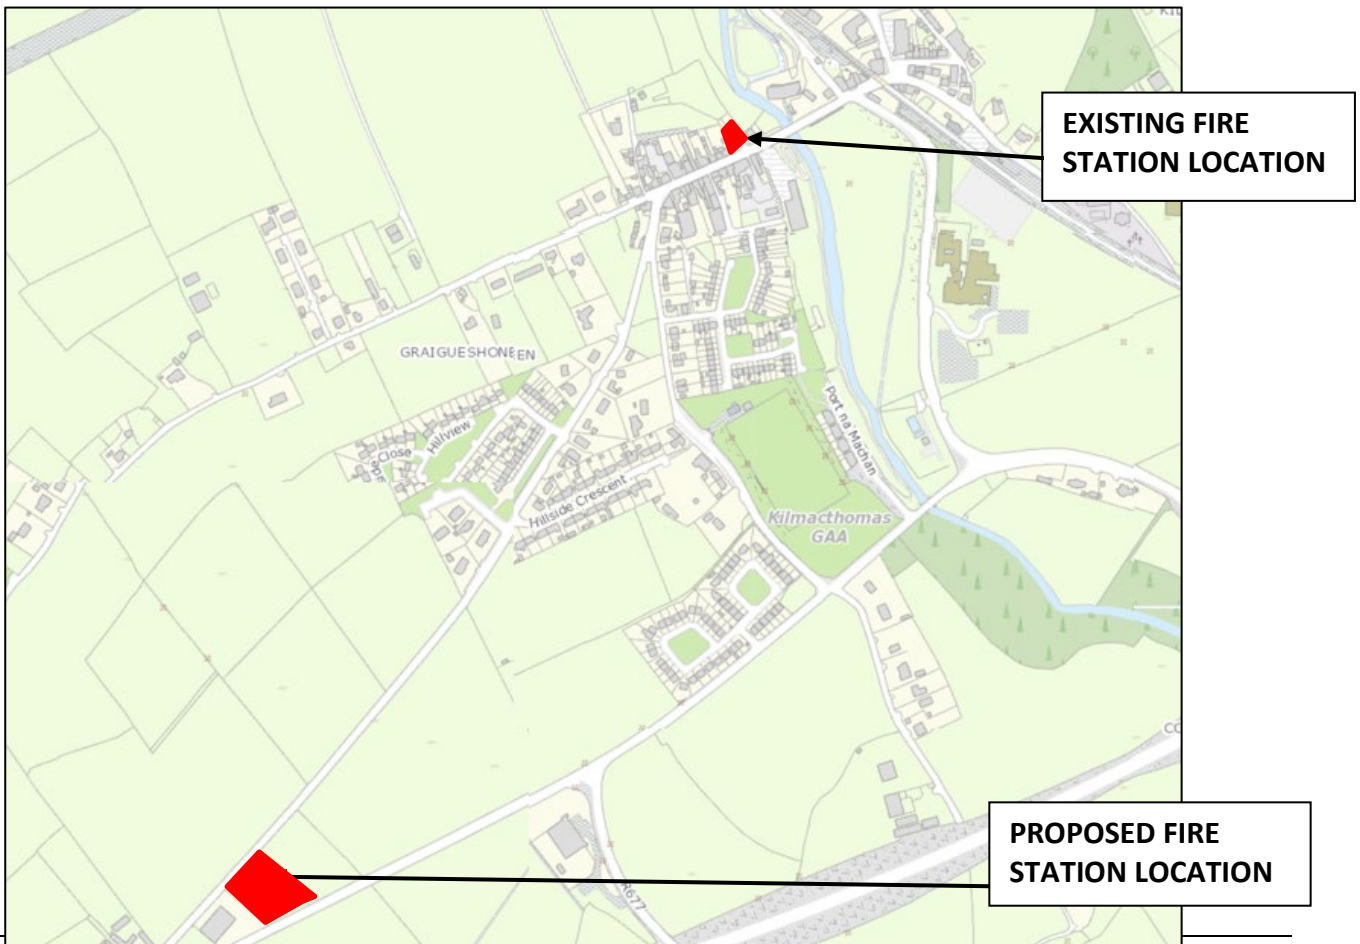 EXISTING FIRE
STATION LOCATION
GRAIGUESHONEEN
Hillview
Close
Port na Machan
Hillside Crescent
Kilmacthomas
GAA
PROPOSED FIRE
STATION LOCATION
R677